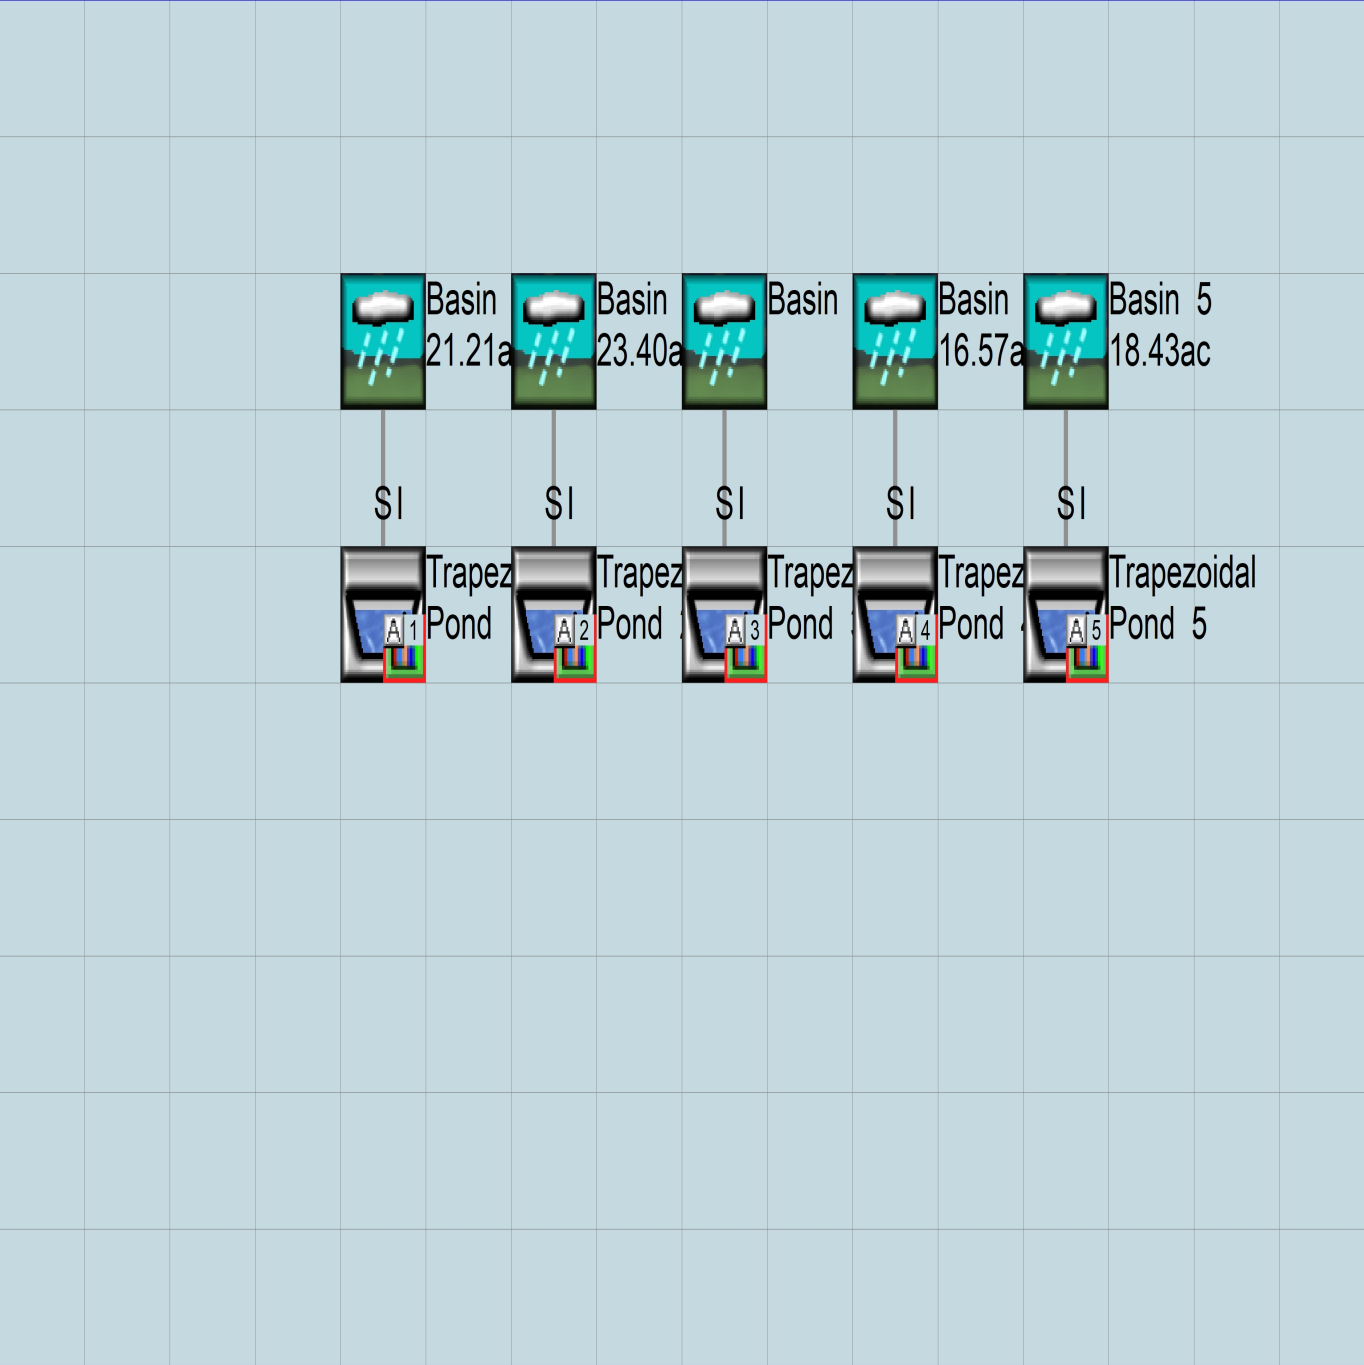 Basin
21.21a
Basin
23.40a
Basin
Basin
16.57a
Basin 5
18.43ac
SI
SI
SI
SI
SI
Trapez
Pond
A 1
Trapez
Pond
A 2
Trapez
Pond
A 3
Trapez
Pond
A 4
Trapezoidal
Pond 5
A 5